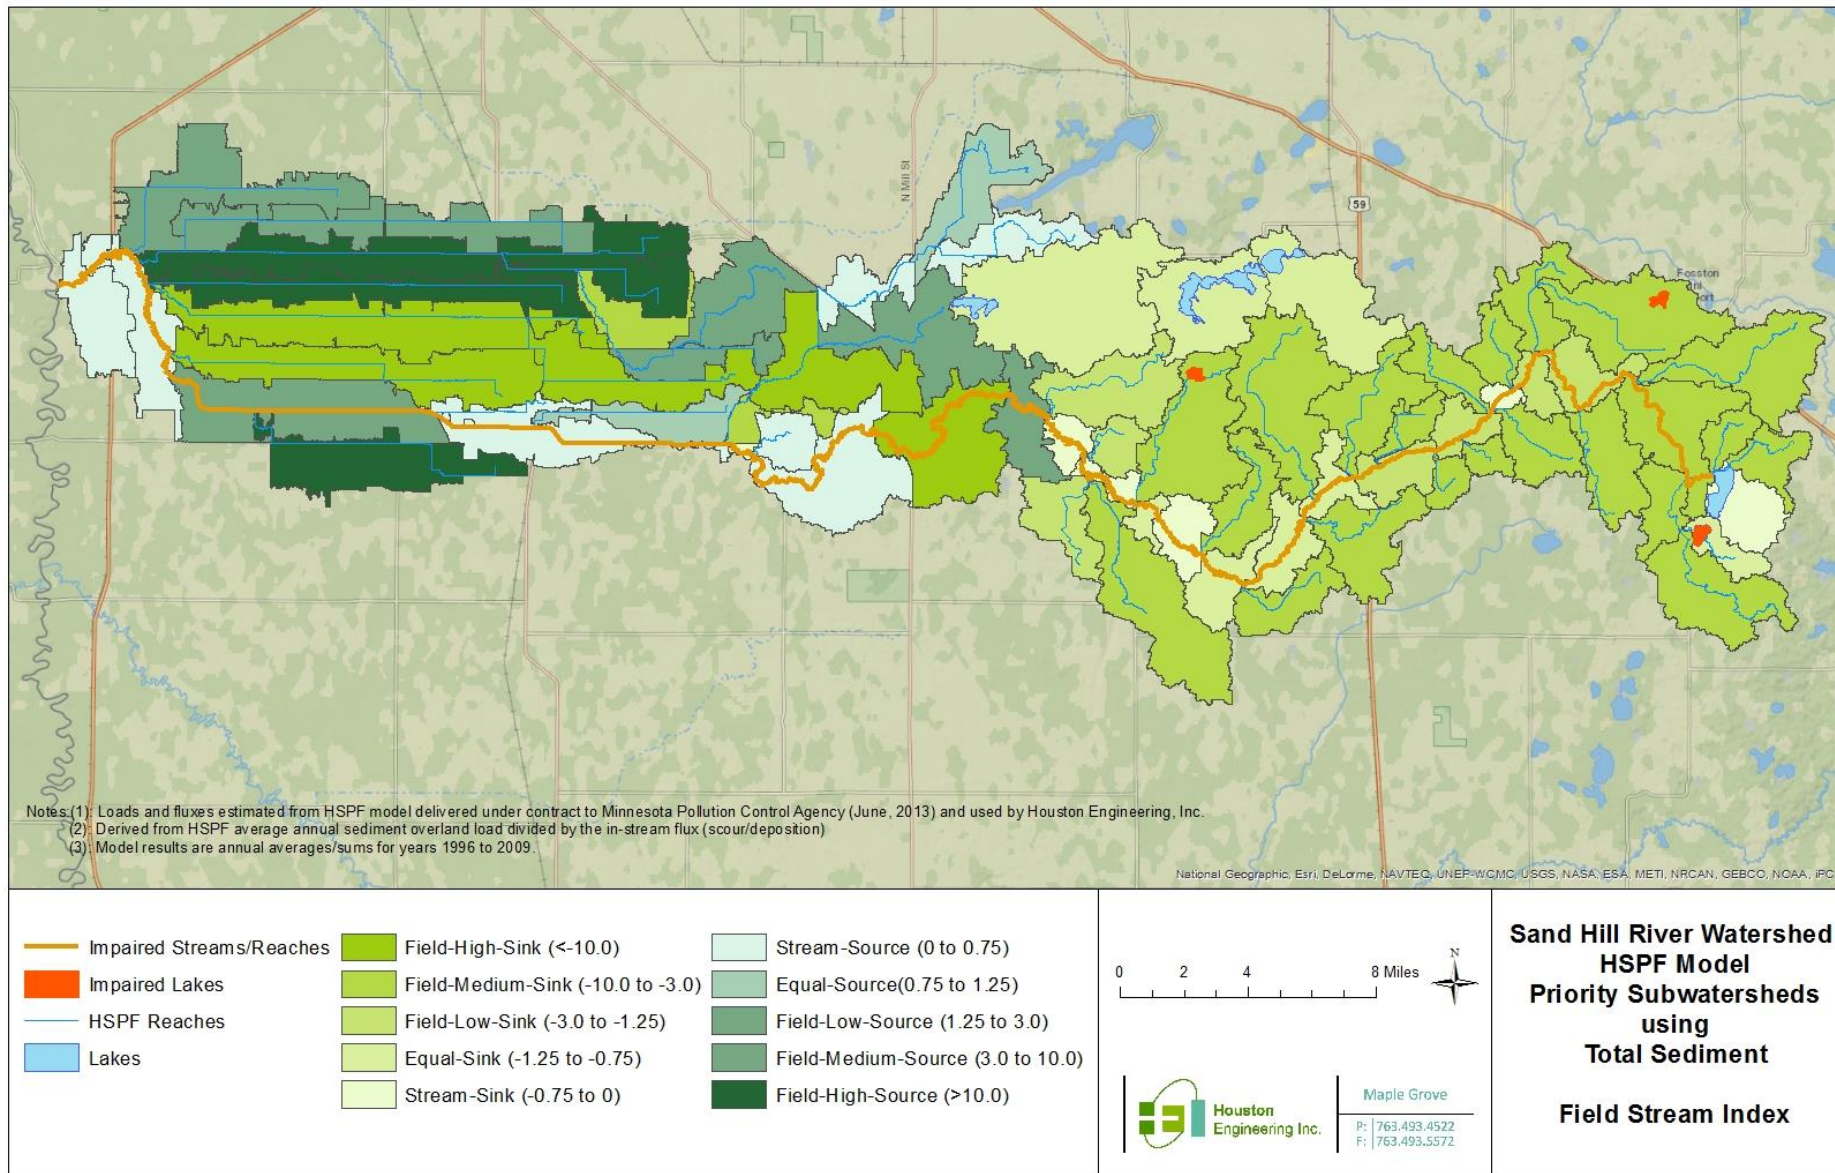 N Mill St
59
Fosston
Notes:(1): Loads and fluxes estimated from HSPF model delivered under contract to Minnesota Pollution Control Agency (June, 2013) and used by Houston Engineering, Inc.
(2): Derived from HSPF average annual sediment overland load divided by the in-stream flux (scour/deposition)
(3): Model results are annual averages/sums for years 1996 to 2009.
National Geographic, Esri, DeLorme, NAVTEQ, UNEP-WCMC, USGS, NASA, ESA, METI, NRCAN, GEBCO, NOAA, iPC
Impaired Streams/Reaches
Impaired Lakes
HSPF Reaches
Lakes
Field-High-Sink (<-10.0)
Field-Medium-Sink (-10.0 to -3.0)
Field-Low-Sink (-3.0 to -1.25)
Equal-Sink (-1.25 to -0.75)
Stream-Sink (-0.75 to 0)
Stream-Source (0 to 0.75)
Equal-Source(0.75 to 1.25)
Field-Low-Source (1.25 to 3.0)
Field-Medium-Source (3.0 to 10.0)
Field-High-Source (>10.0)
0 2 4 8 Miles
N
Houston
Engineering Inc.
Maple Grove
P: 763.493.4522
F: 763.493.5572
Sand Hill River Watershed
HSPF Model
Priority Subwatersheds
using
Total Sediment
Field Stream Index